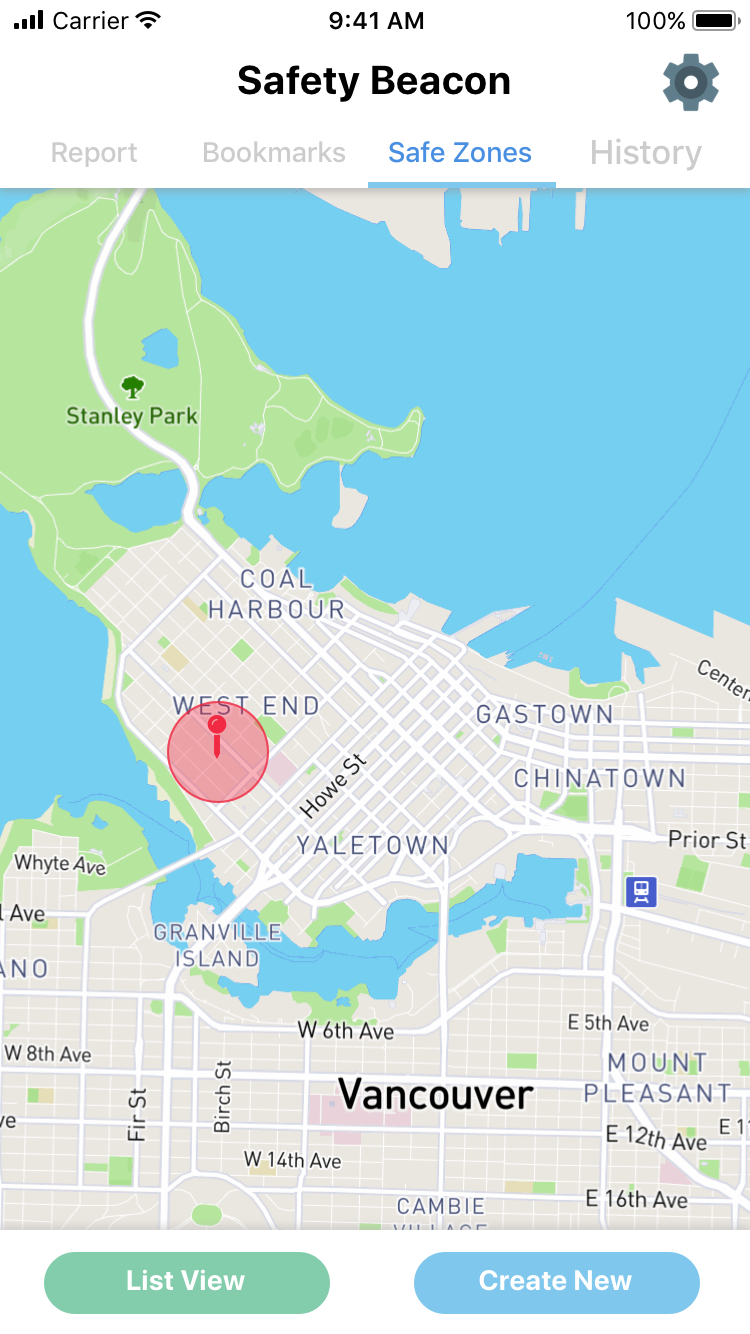 Carrier 9:41 AM 100%
Safety Beacon
Report Bookmarks Safe Zones History
Stanley Park
COAL
HARBOUR
Center
WEST END
GASTOWN
Howe St
CHINATOWN
YALETOWN
Prior St
Whyte Ave
l Ave
GRANVILLE
ISLAND
ANO
W 6th Ave
E 5th Ave
W 8th Ave
MOUNT
PLEASANT
Birch St
Fir St
Vancouver
ve
E 12th Ave
E 1
W 14th Ave
E 16th Ave
CAMBIE
VILLAGE
List View Create New